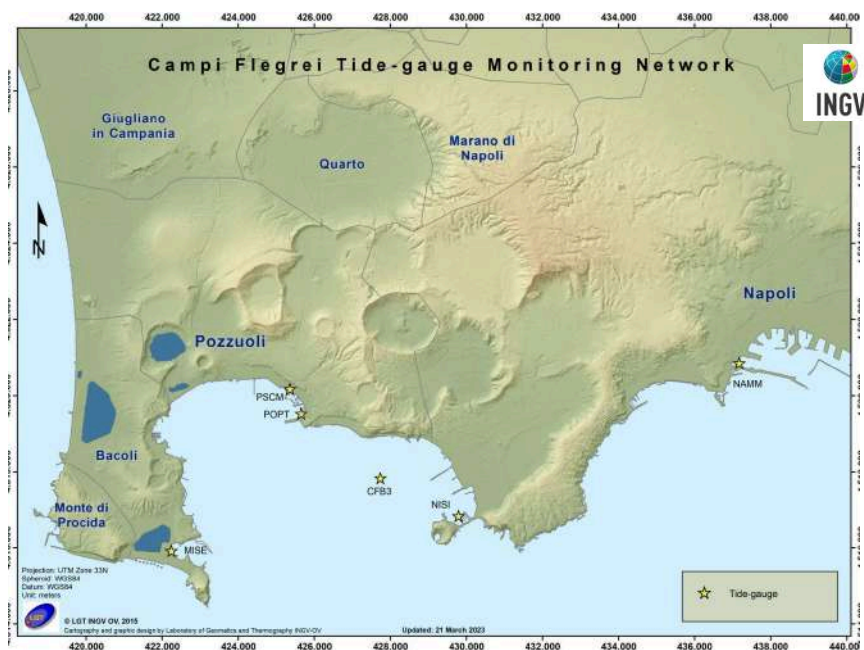 420.000 422.000 424.000 426.000 428.000 430.000 432.000 434.000 436.000 438.000 440.000
Campi Flegrei Tide-gauge Monitoring Network
INGV
Giugliano
in Campania
Marano di
Napoli
Quarto
N
Napoli
Pozzuoli
NAMM
PSCM
POPT
Bacoli
CFB3
NISI
Monte di
Procida
MISE
Projection: UTM Zone 33N
Spheroid: WGS84
Datum: WGS84
Unit: meters
Tide-gauge
LGT
© LGT INGV OV, 2015
Cartography and graphic design by Laboratory of Geomatics and Thermography INGV-OV
Updated: 21 March 2023
420.000 422.000 424.000 426.000 428.000 430.000 432.000 434.000 436.000 438.000 440.000